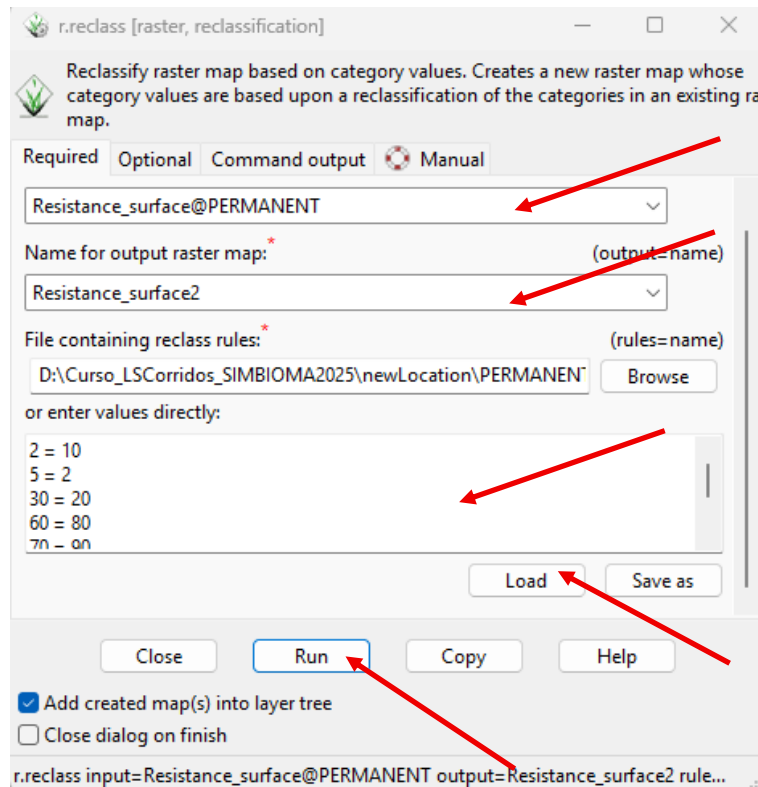 r.reclass [raster, reclassification]
Reclassify raster map based on category values. Creates a new raster map whose
category values are based upon a reclassification of the categories in an existing ra
map.
Required Optional Command output Manual
Resistance_surface@PERMANENT
Name for output raster map:* (output=name)
Resistance_surface2
File containing reclass rules:* (rules=name)
D:\Curso_LSCorridos_SIMBIOMA2025\newLocation\PERMANENT Browse
or enter values directly:
2 = 10
5 = 2
30 = 20
60 = 80
70 = 90
Load Save as
Close Run Copy Help
Add created map(s) into layer tree
Close dialog on finish
r.reclass input=Resistance_surface@PERMANENT output=Resistance_surface2 rule...